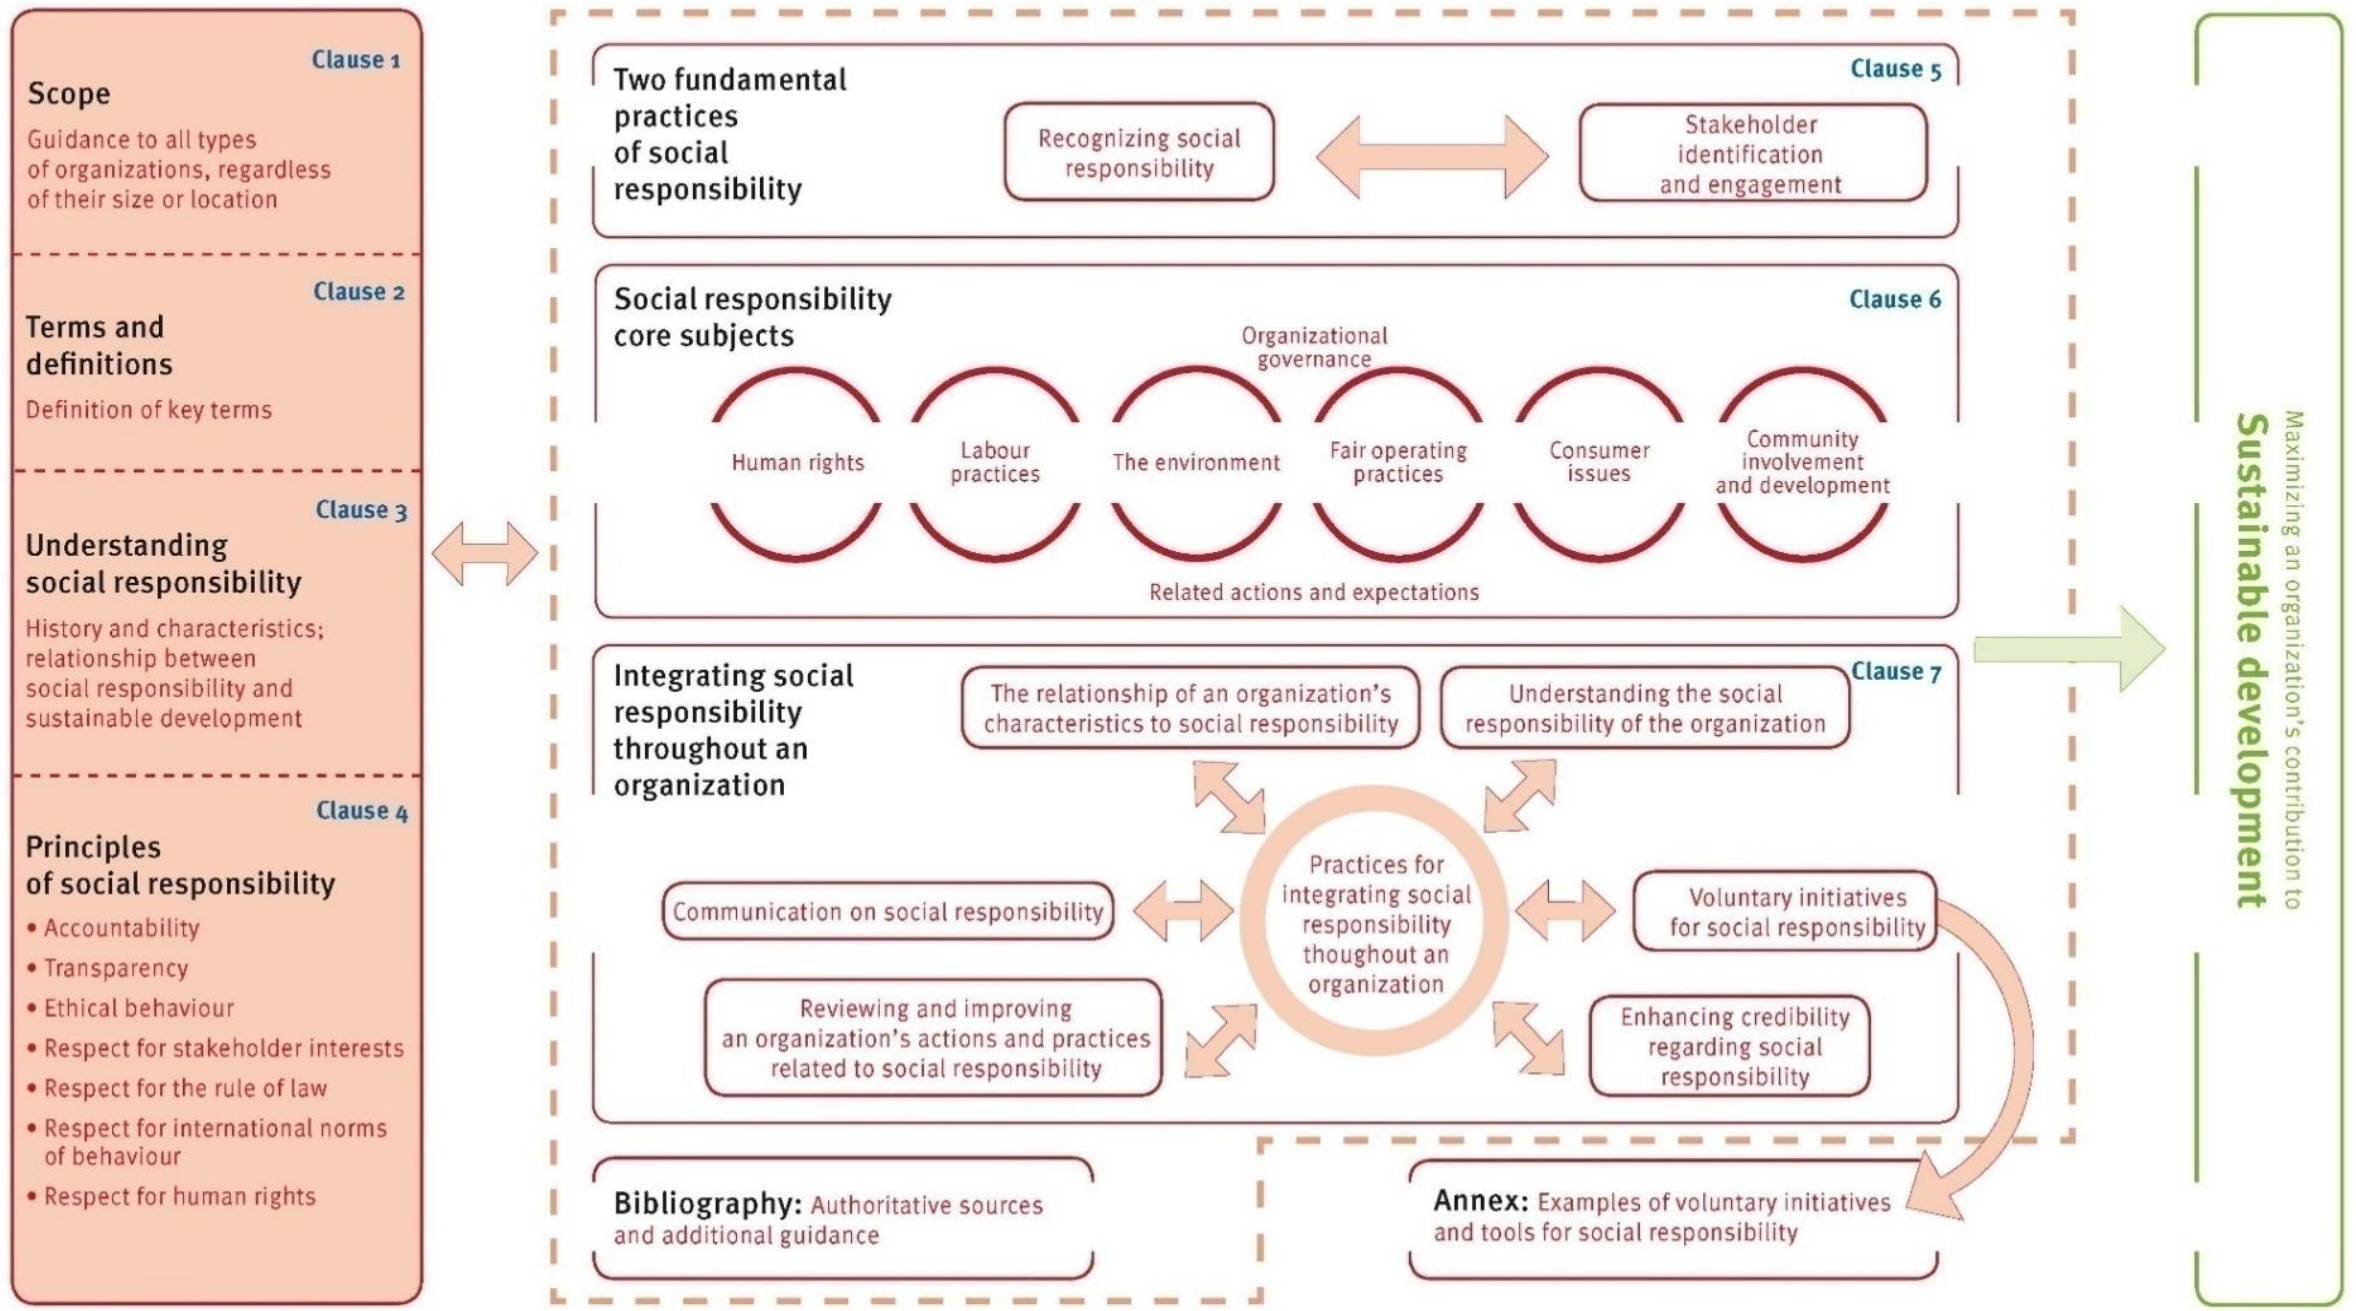 Clause 1
Scope
Guidance to all types
of organizations, regardless
of their size or location
Clause 2
Terms and
definitions
Definition of key terms
Clause 3
Understanding
social responsibility
History and characteristics;
relationship between
social responsibility and
sustainable development
Clause 4
Principles
of social responsibility
• Accountability
• Transparency
• Ethical behaviour
• Respect for stakeholder interests
• Respect for the rule of law
• Respect for international norms
of behaviour
• Respect for human rights
Two fundamental
practices
of social
responsibility
Clause 5
Recognizing social
responsibility
Stakeholder
identification
and engagement
Social responsibility
core subjects
Clause 6
Organizational
governance
Human rights
Labour
practices
The environment
Fair operating
practices
Consumer
issues
Community
involvement
and development
Related actions and expectations
Integrating social
responsibility
throughout an
organization
Clause 7
The relationship of an organization's
characteristics to social responsibility
Understanding the social
responsibility of the organization
Practices for
integrating social
responsibility
thoughout an
organization
Communication on social responsibility
Voluntary initiatives
for social responsibility
Reviewing and improving
an organization's actions and practices
related to social responsibility
Enhancing credibility
regarding social
responsibility
Bibliography: Authoritative sources
and additional guidance
Annex: Examples of voluntary initiatives
and tools for social responsibility
Maximizing an organization's contribution to
Sustainable development